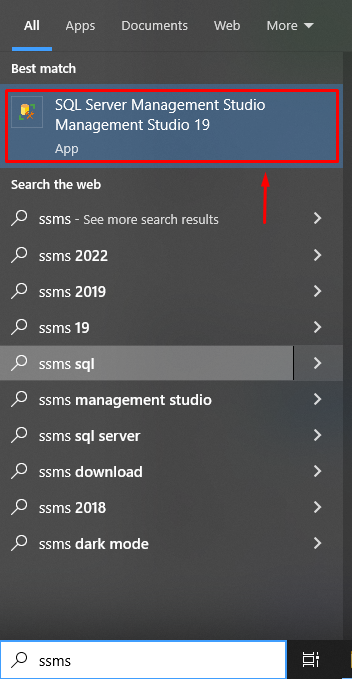 All Apps Documents Web More
Best match
SQL Server Management Studio
Management Studio 19
App
Search the web
ssms - See more search results
ssms 2022
ssms 2019
ssms 19
ssms sql
ssms management studio
ssms sql server
ssms download
ssms 2018
ssms dark mode
ssms